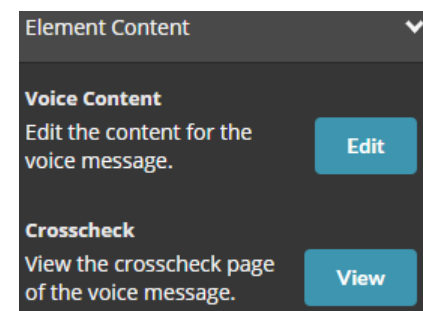 Element Content
Voice Content
Edit the content for the
voice message.
Edit
Crosscheck
View the crosscheck page
of the voice message.
View